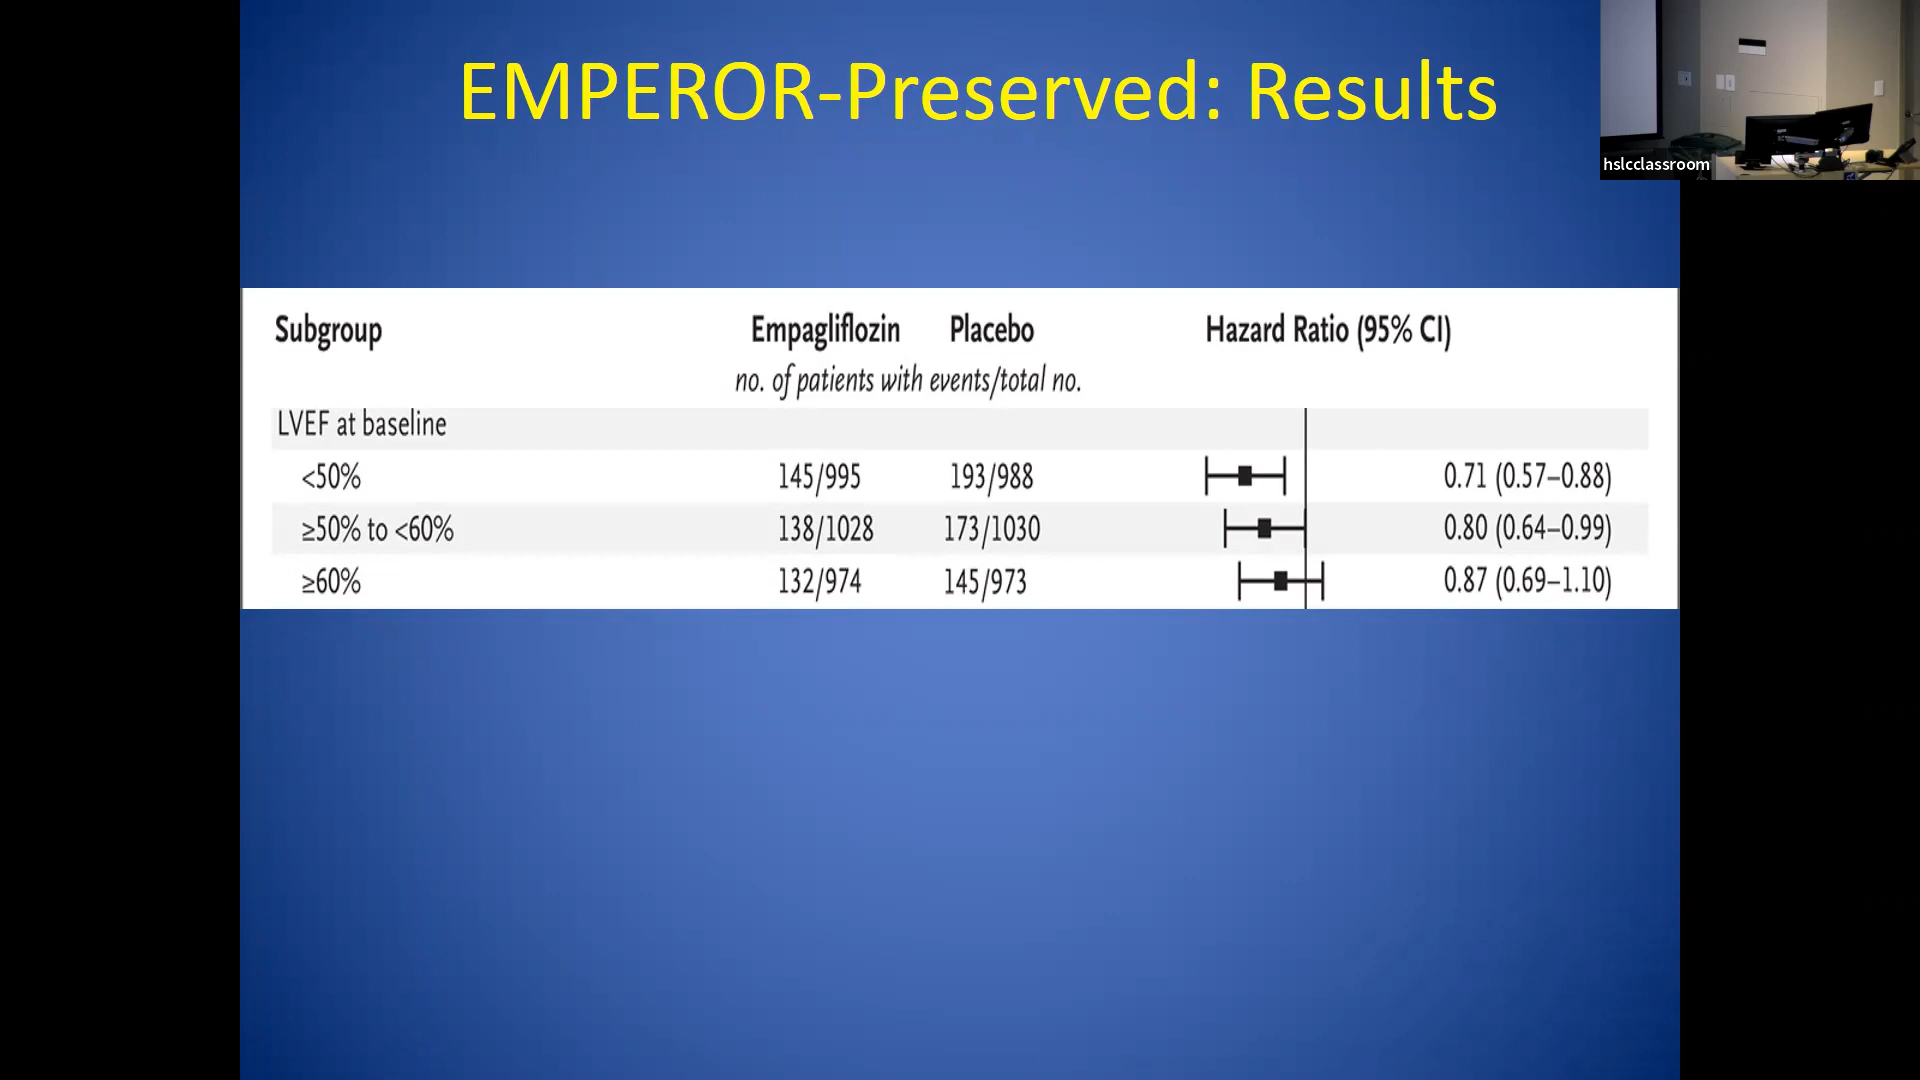 EMPEROR-Preserved: Results
hslcclassroom
Subgroup Empagliflozin Placebo Hazard Ratio (95% CI)
no. of patients with events/total no.
LVEF at baseline
<50% 145/995 193/988 0.71 (0.57–0.88)
≥50% to <60% 138/1028 173/1030 0.80 (0.64–0.99)
≥60% 132/974 145/973 0.87 (0.69–1.10)